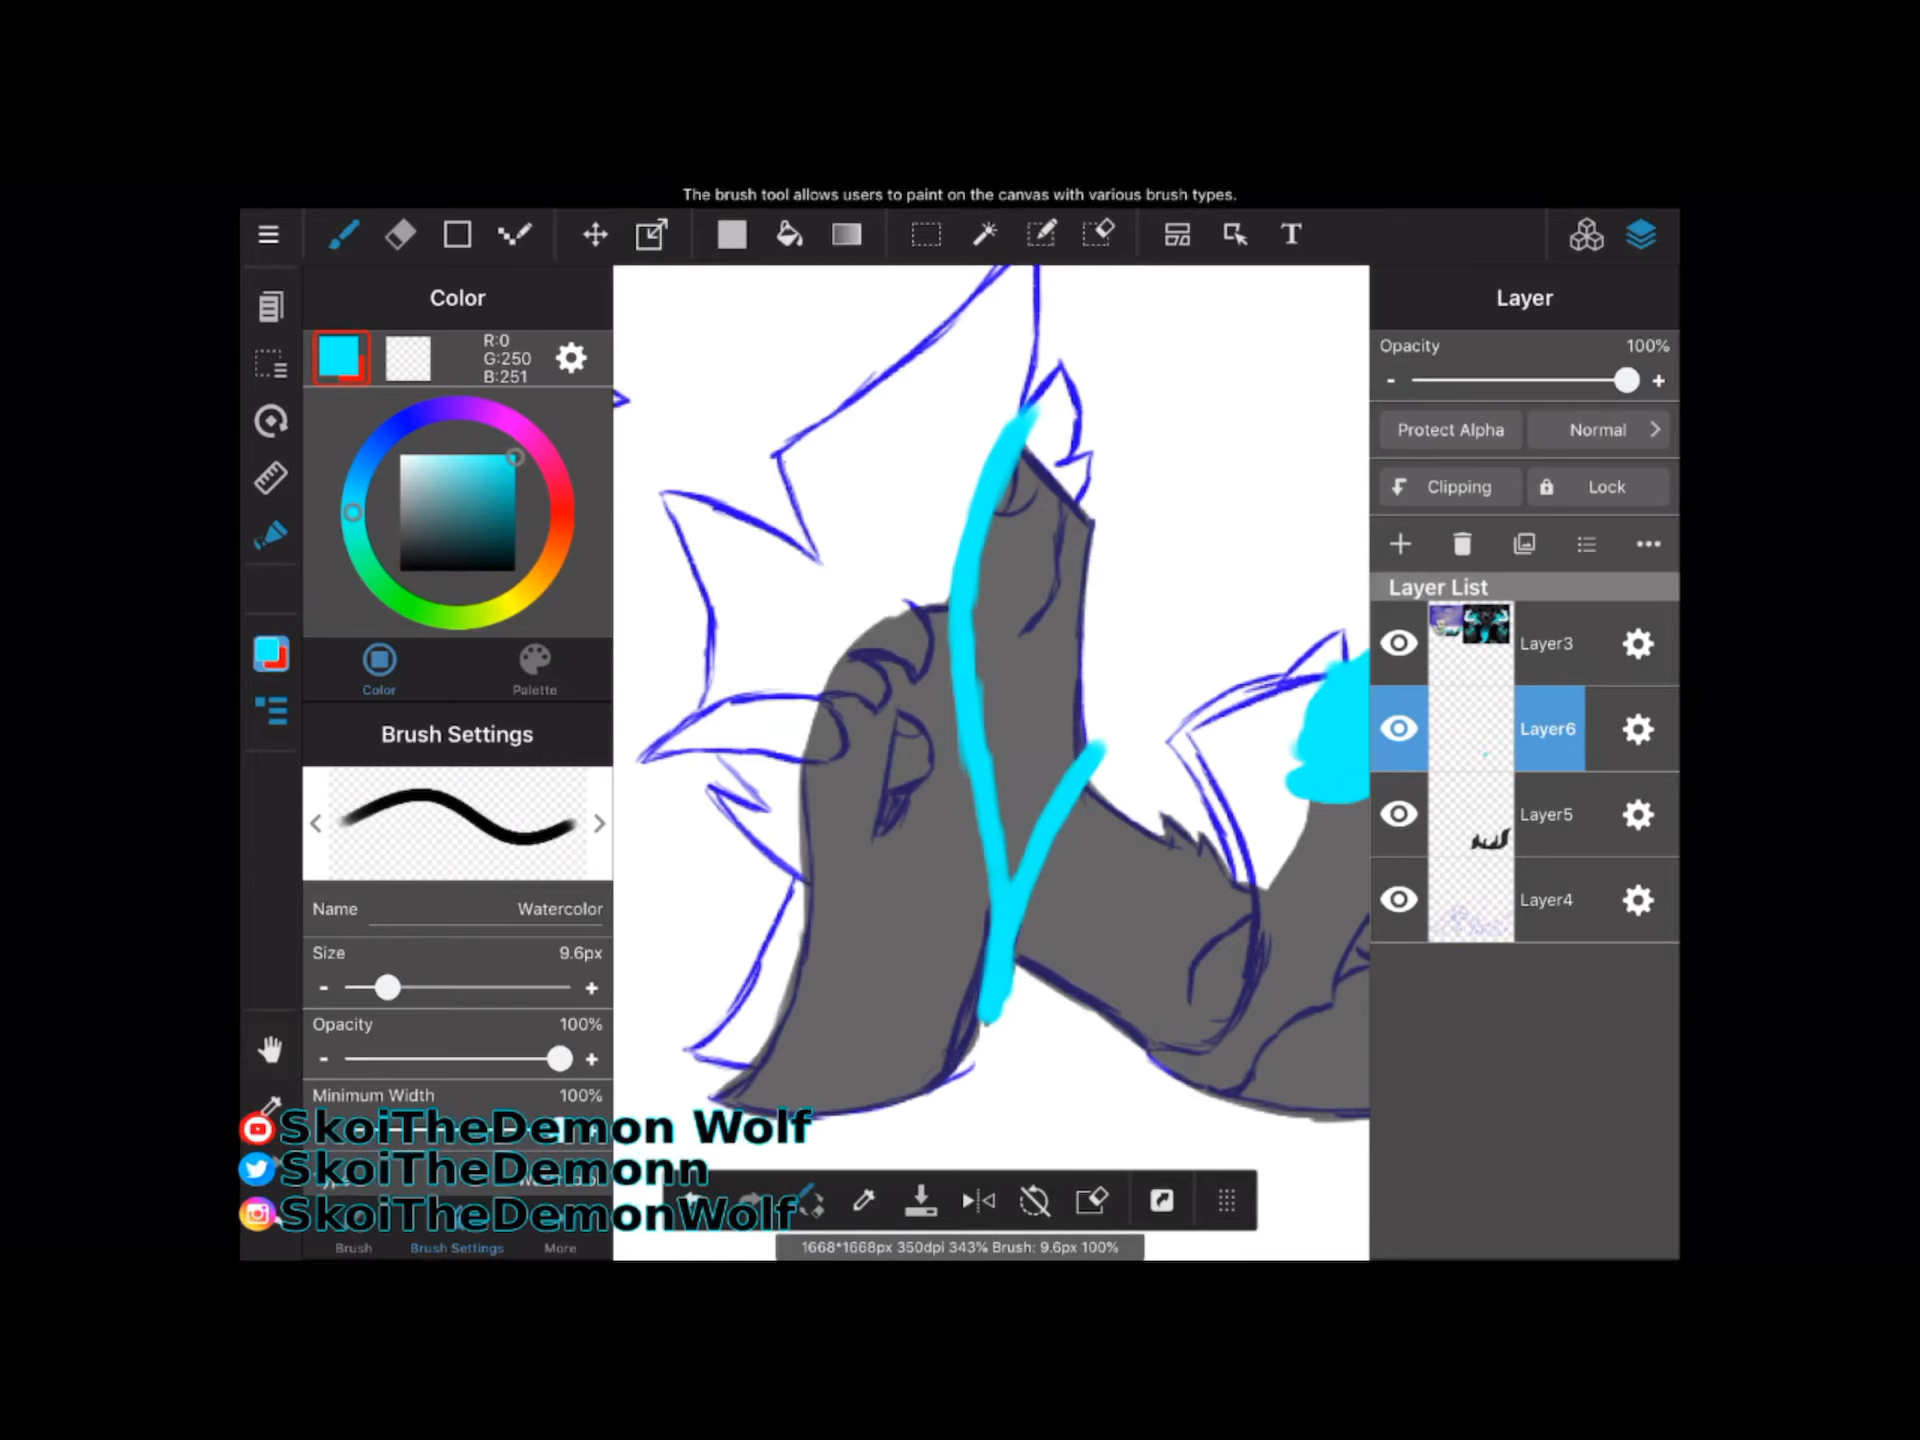 The brush tool allows users to paint on the canvas with various brush types.
T
Color
Layer
R:0
G:250
B:251
Opacity 100%
- +
Protect Alpha Normal
Clipping Lock
Layer List
Layer3
Color Palette
Layer6
Brush Settings
Layer5
Name Watercolor
Layer4
Size 9.6px
- +
Opacity 100%
- +
Minimum Width 100%
SkoiTheDemon Wolf
SkoiTheDemonn
SkoiTheDemonWolf
Brush Brush Settings More
1668*1668px 350dpi 343% Brush: 9.6px 100%